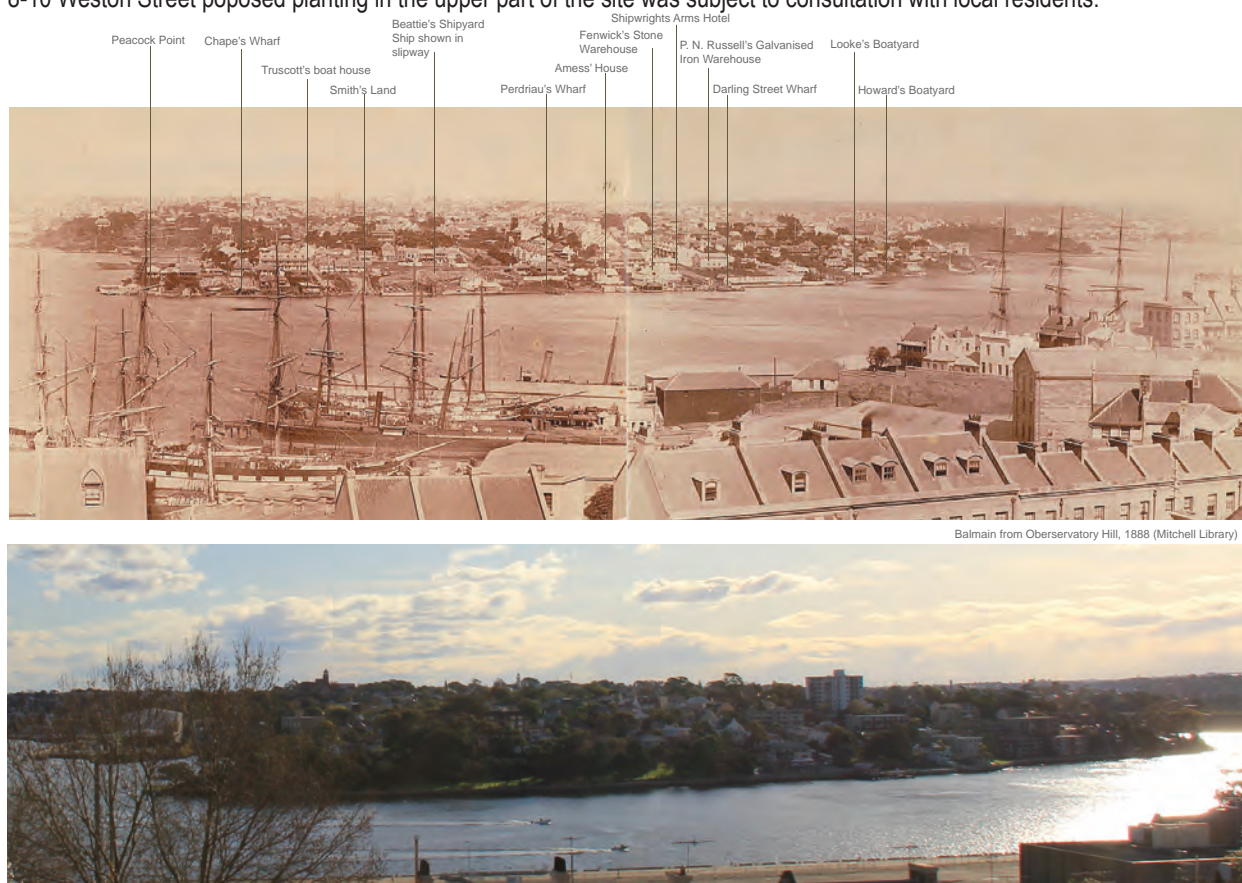 8-10 Weston Street poposed planting in the upper part of the site was subject to consultation with local residents.
Peacock Point
Chape's Wharf
Truscott's boat house
Smith's Land
Beattie's Shipyard
Ship shown in
slipway
Perdriau's Wharf
Amess' House
Fenwick's Stone
Warehouse
Shipwrights Arms Hotel
P. N. Russell's Galvanised
Iron Warehouse
Darling Street Wharf
Looke's Boatyard
Howard's Boatyard
Balmain from Oberservatory Hill, 1888 (Mitchell Library)